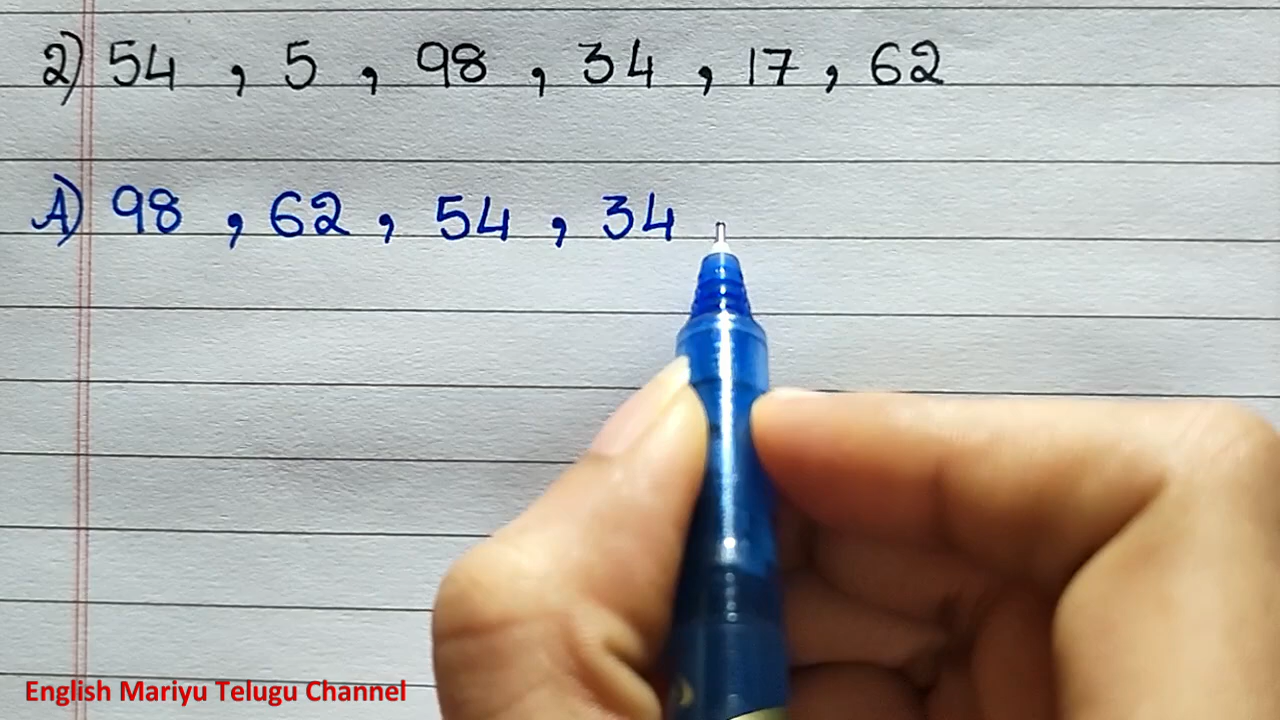 2) 54 , 5 , 98 , 34 , 17 , 62
A) 98 , 62 , 54 , 34
English Mariyu Telugu Channel